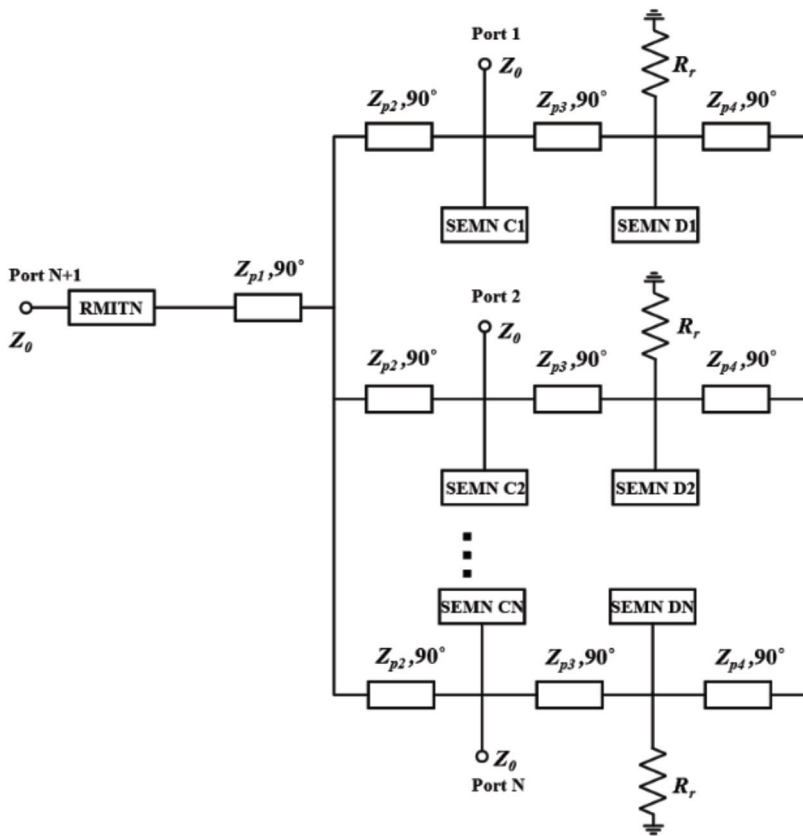 Port 1
Z0
Rr
Zp2,90°
Zp3,90°
Zp4,90°
SEMN C1
SEMN D1
Port N+1
Z0
RMITN
Zp1,90°
Port 2
Z0
Rr
Zp2,90°
Zp3,90°
Zp4,90°
SEMN C2
SEMN D2
SEMN CN
SEMN DN
Zp2,90°
Zp3,90°
Zp4,90°
Z0
Port N
Rr